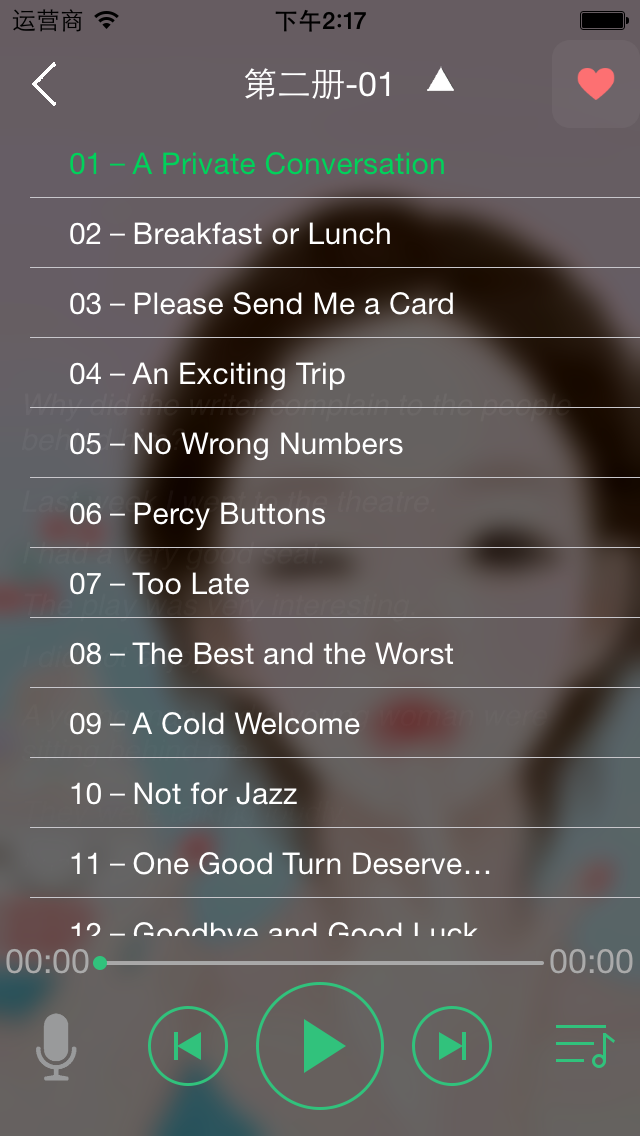 运营商 下午2:17
第二册-01
01 – A Private Conversation
02 – Breakfast or Lunch
03 – Please Send Me a Card
04 – An Exciting Trip
Why did the writer complain to the people
05 – No Wrong Numbers
Last week I went to the theatre.
06 – Percy Buttons
I had a very good seat.
07 – Too Late
The play was very interesting.
08 – The Best and the Worst
09 – A Cold Welcome
10 – Not for Jazz
11 – One Good Turn Deserve…
12 – Goodbye and Good Luck
00:00 00:00